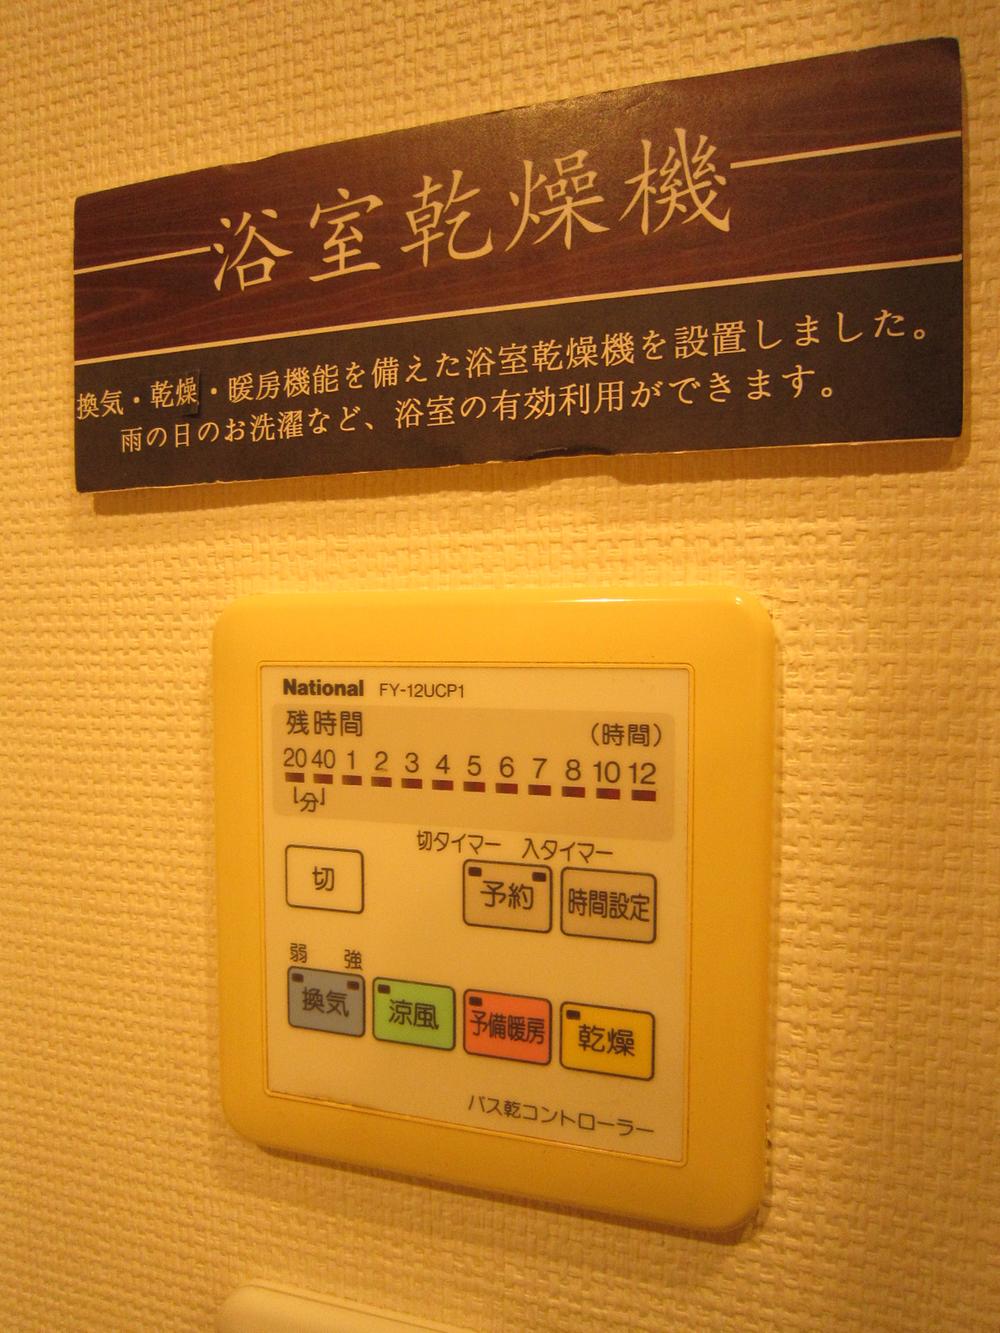 浴室乾燥機
換気・乾燥・暖房機能を備えた浴室乾燥機を設置しました。
雨の日のお洗濯など、浴室の有効利用ができます。
National FY-12UCP1
残時間 (時間)
20 40 1 2 3 4 5 6 7 8 10 12
└分┘
切タイマー 入タイマー
切 予約 時間設定
弱 強
換気 涼風 予備暖房 乾燥
バス乾コントローラー